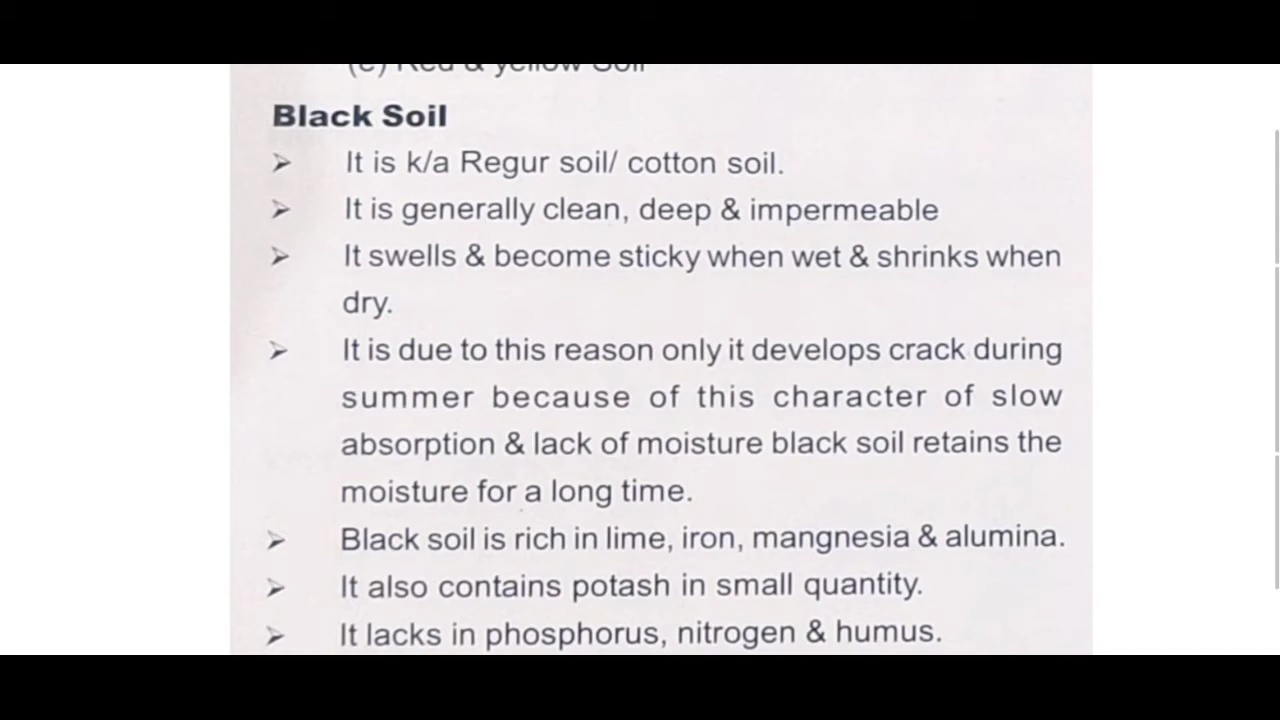 (e) Red & yellow Soil
Black Soil
➢ It is k/a Regur soil/ cotton soil.
➢ It is generally clean, deep & impermeable
➢ It swells & become sticky when wet & shrinks when
dry.
➢ It is due to this reason only it develops crack during
summer because of this character of slow
absorption & lack of moisture black soil retains the
moisture for a long time.
➢ Black soil is rich in lime, iron, mangnesia & alumina.
➢ It also contains potash in small quantity.
➢ It lacks in phosphorus, nitrogen & humus.